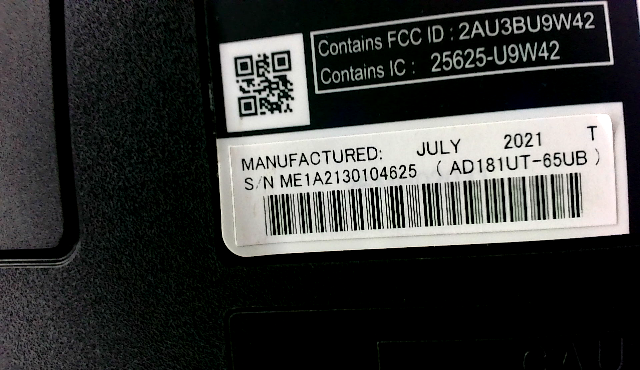 Contains FCC ID : 2AU3BU9W42
Contains IC : 25625-U9W42
MANUFACTURED: JULY 2021 T
S/N ME1A2130104625 ( AD181UT-65UB )